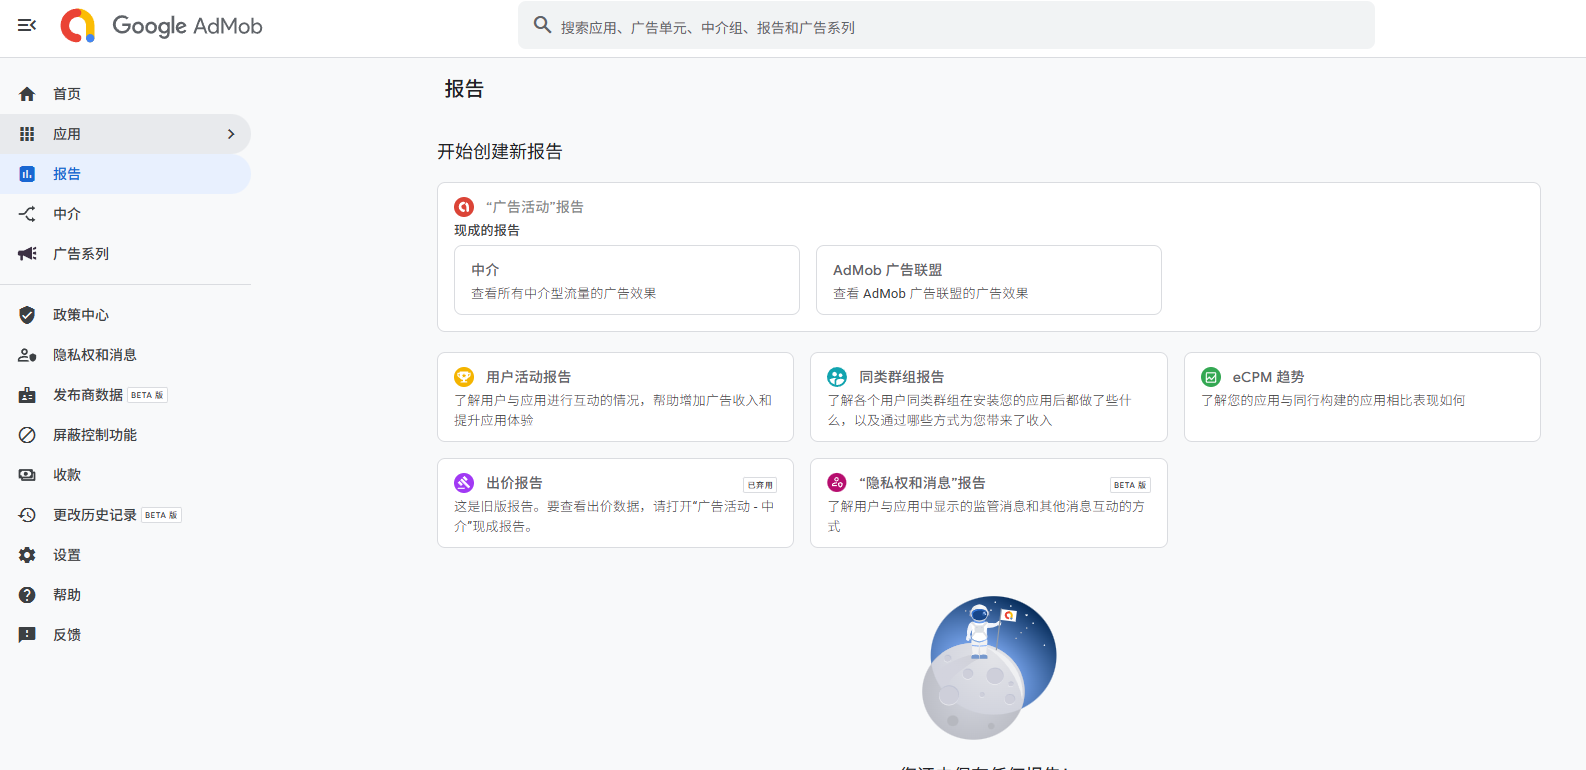 Google AdMob
搜索应用、广告单元、中介组、报告和广告系列
首页
应用
报告
中介
广告系列
政策中心
隐私权和消息
发布商数据 BETA 版
屏蔽控制功能
收款
更改历史记录 BETA 版
设置
帮助
反馈
报告
开始创建新报告
“广告活动”报告
现成的报告
中介
查看所有中介型流量的广告效果
AdMob 广告联盟
查看 AdMob 广告联盟的广告效果
用户活动报告
了解用户与应用进行互动的情况，帮助增加广告收入和
提升应用体验
同类群组报告
了解各个用户同类群组在安装您的应用后都做了些什
么，以及通过哪些方式为您带来了收入
eCPM 趋势
了解您的应用与同行构建的应用相比表现如何
出价报告 已弃用
这是旧版报告。要查看出价数据，请打开“广告活动 - 中
介”现成报告。
“隐私权和消息”报告 BETA 版
了解用户与应用中显示的监管消息和其他消息互动的方
式